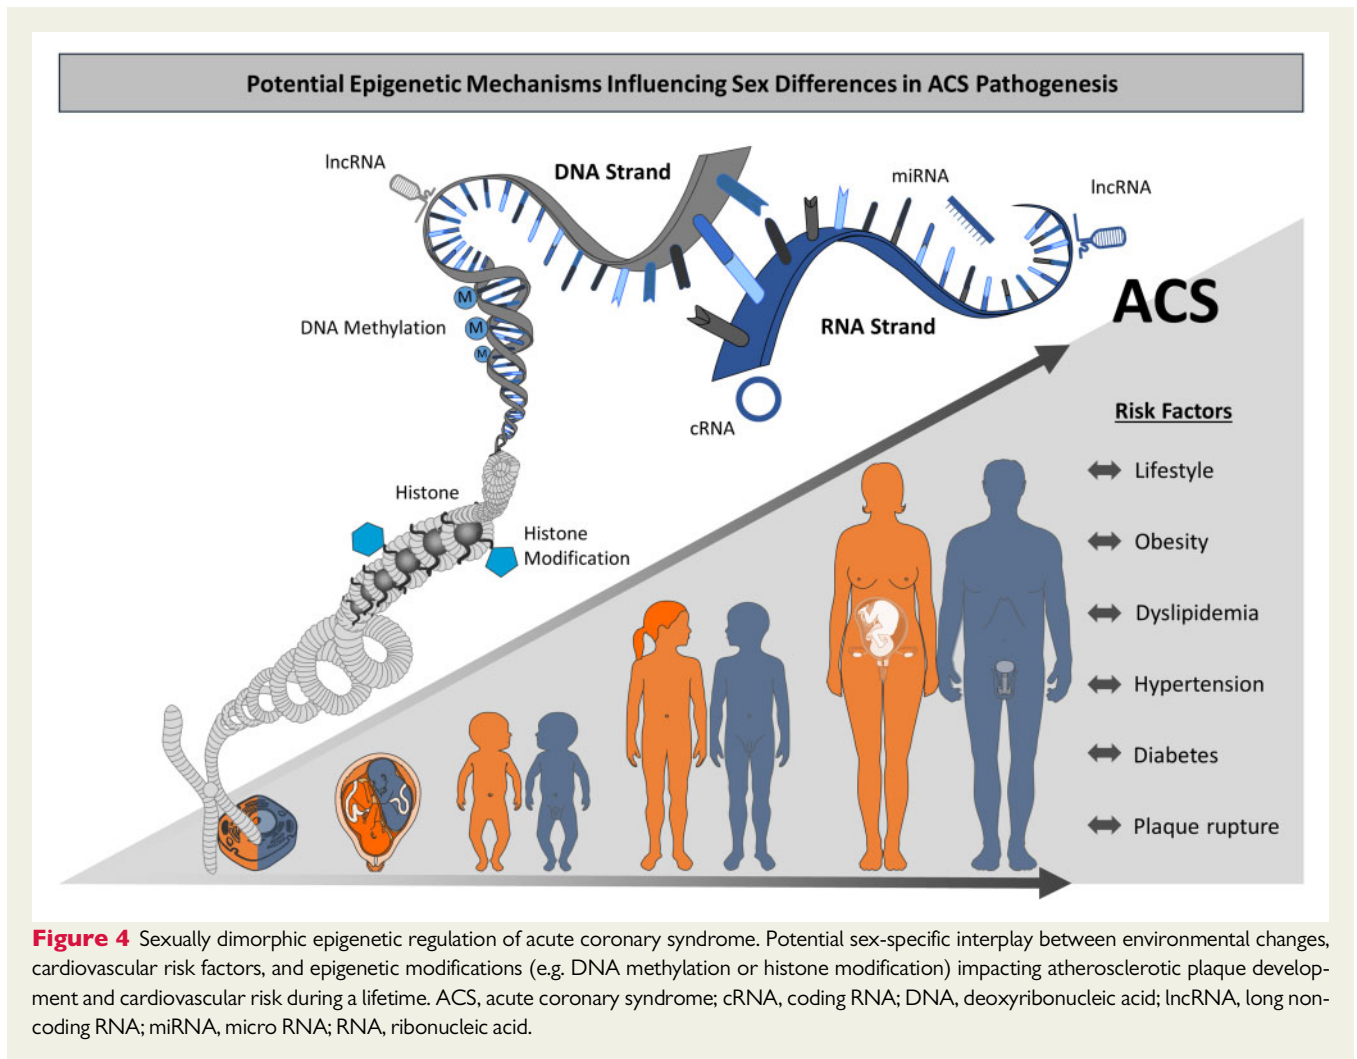 Potential Epigenetic Mechanisms Influencing Sex Differences in ACS Pathogenesis
lncRNA
DNA Strand
miRNA
lncRNA
M
DNA Methylation
M
M
RNA Strand
ACS
cRNA
Risk Factors
Histone
Lifestyle
Histone
Modification
Obesity
Dyslipidemia
Hypertension
Diabetes
Plaque rupture
Figure 4 Sexually dimorphic epigenetic regulation of acute coronary syndrome. Potential sex-specific interplay between environmental changes,
cardiovascular risk factors, and epigenetic modifications (e.g. DNA methylation or histone modification) impacting atherosclerotic plaque develop-
ment and cardiovascular risk during a lifetime. ACS, acute coronary syndrome; cRNA, coding RNA; DNA, deoxyribonucleic acid; lncRNA, long non-
coding RNA; miRNA, micro RNA; RNA, ribonucleic acid.